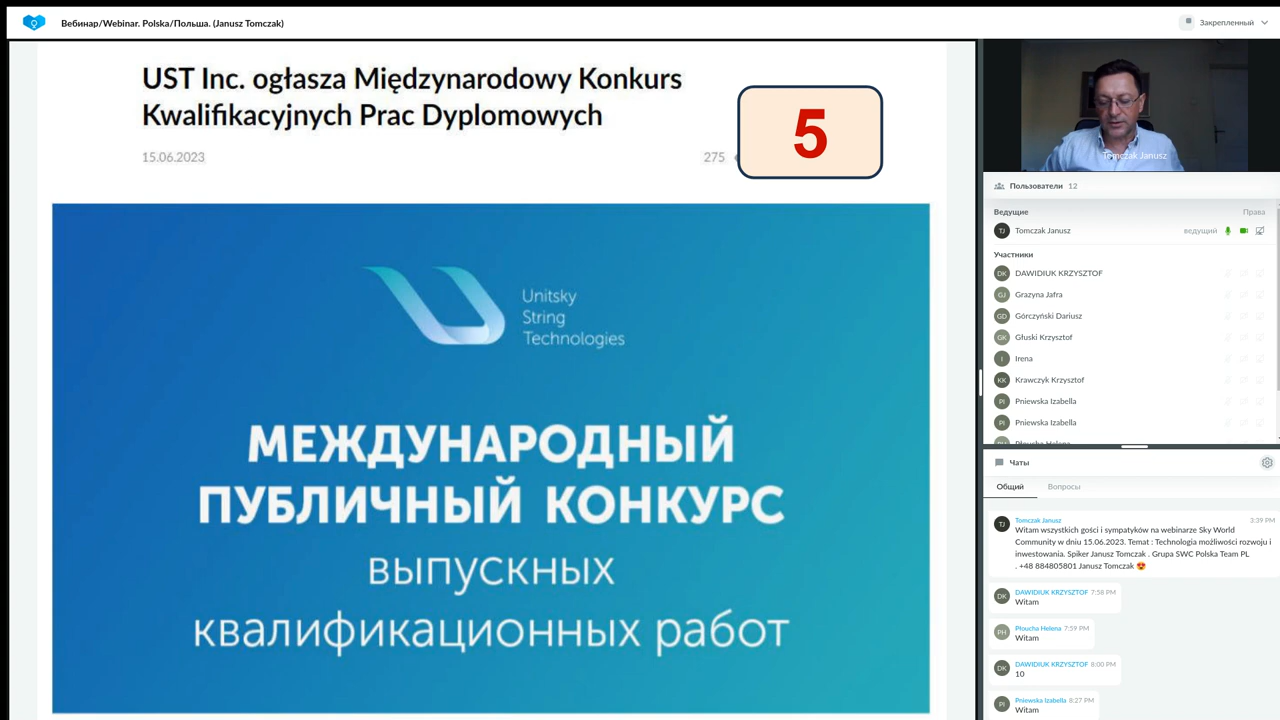 Вебинар/Webinar. Polska/Польша. (Janusz Tomczak)
Закрепленный
UST Inc. ogłasza Międzynarodowy Konkurs
Kwalifikacyjnych Prac Dyplomowych
15.06.2023
275
5
Unitsky
String
Technologies
МЕЖДУНАРОДНЫЙ
ПУБЛИЧНЫЙ КОНКУРС
выпускных
квалификационных работ
Tomczak Janusz
Пользователи 12
Ведущие Права
TJ Tomczak Janusz ведущий
Участники
DK DAWIDIUK KRZYSZTOF
GJ Grazyna Jafra
GD Górczyński Dariusz
GK Głuski Krzysztof
I Irena
KK Krawczyk Krzysztof
PI Pniewska Izabella
PI Pniewska Izabella
PH Płoucha Helena
Чаты
Общий Вопросы
TJ Tomczak Janusz 3:39 PM
Witam wszystkich gości i sympatyków na webinarze Sky World
Community w dniu 15.06.2023. Temat : Technologia możliwości rozwoju i
inwestowania. Spiker Janusz Tomczak . Grupa SWC Polska Team PL
. +48 884805801 Janusz Tomczak 😍
DK DAWIDIUK KRZYSZTOF 7:58 PM
Witam
PH Płoucha Helena 7:59 PM
Witam
DK DAWIDIUK KRZYSZTOF 8:00 PM
10
PI Pniewska Izabella 8:27 PM
Witam